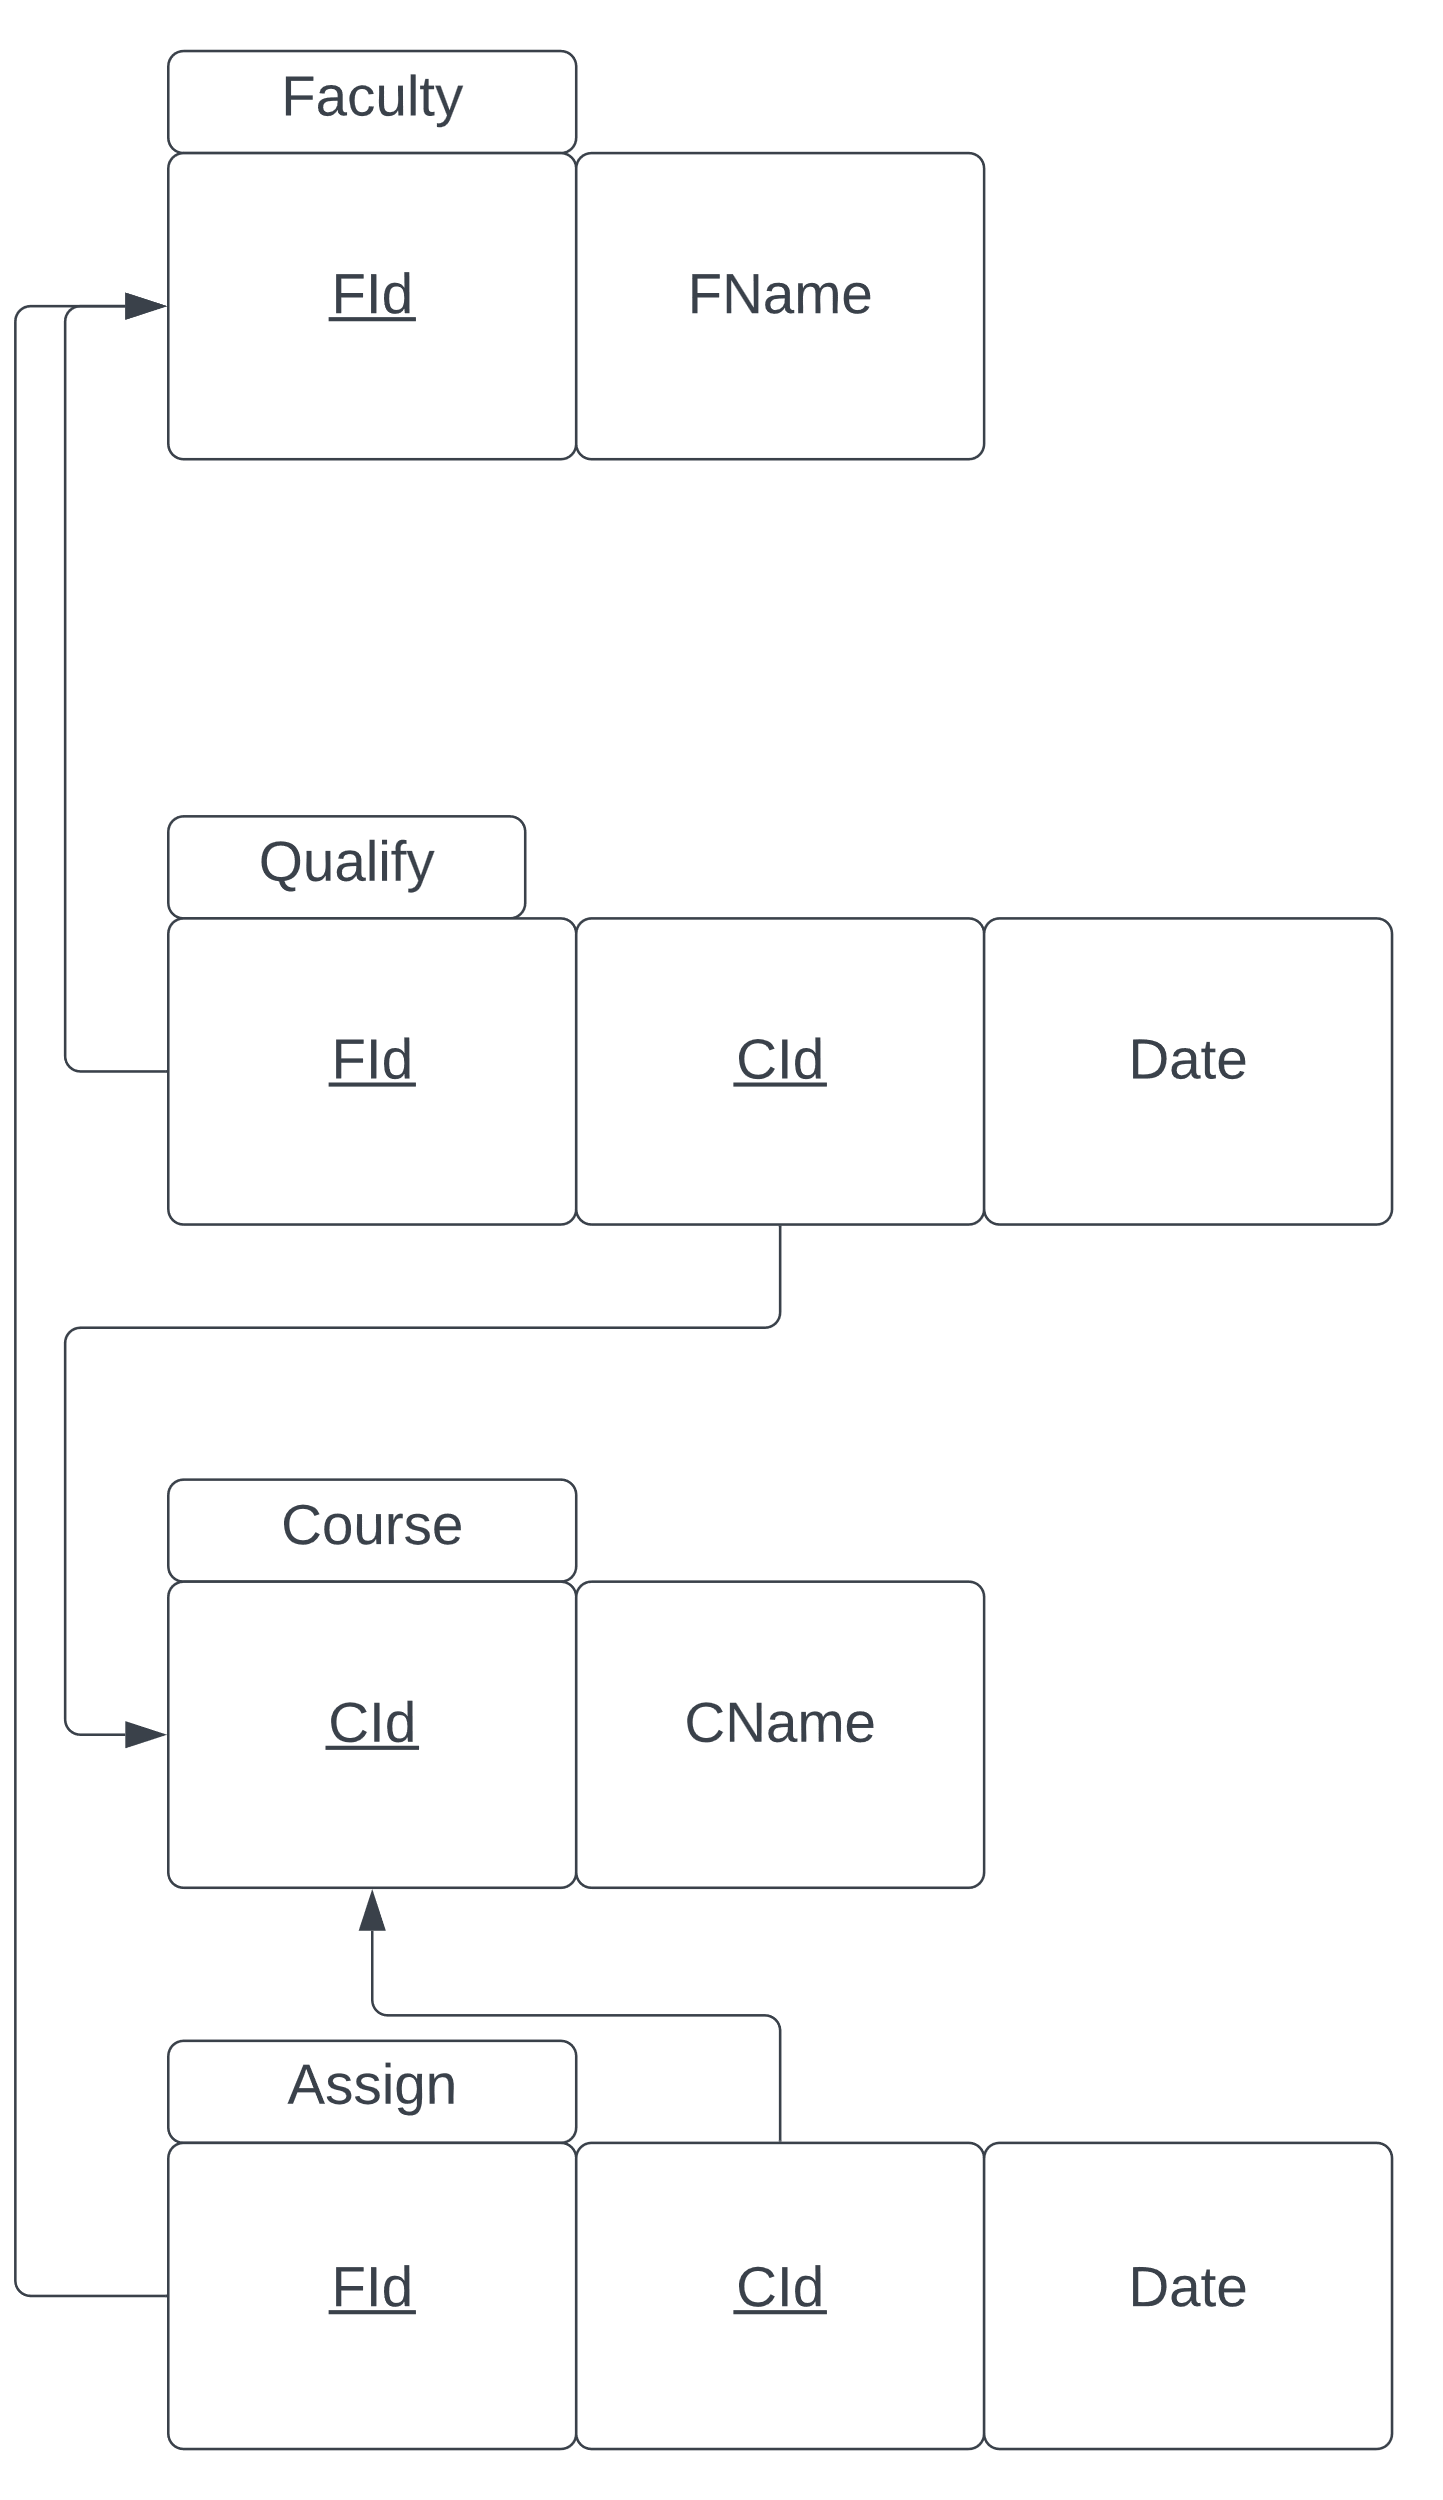 Faculty
FId
FName
Qualify
FId
CId
Date
Course
CId
CName
Assign
FId
CId
Date